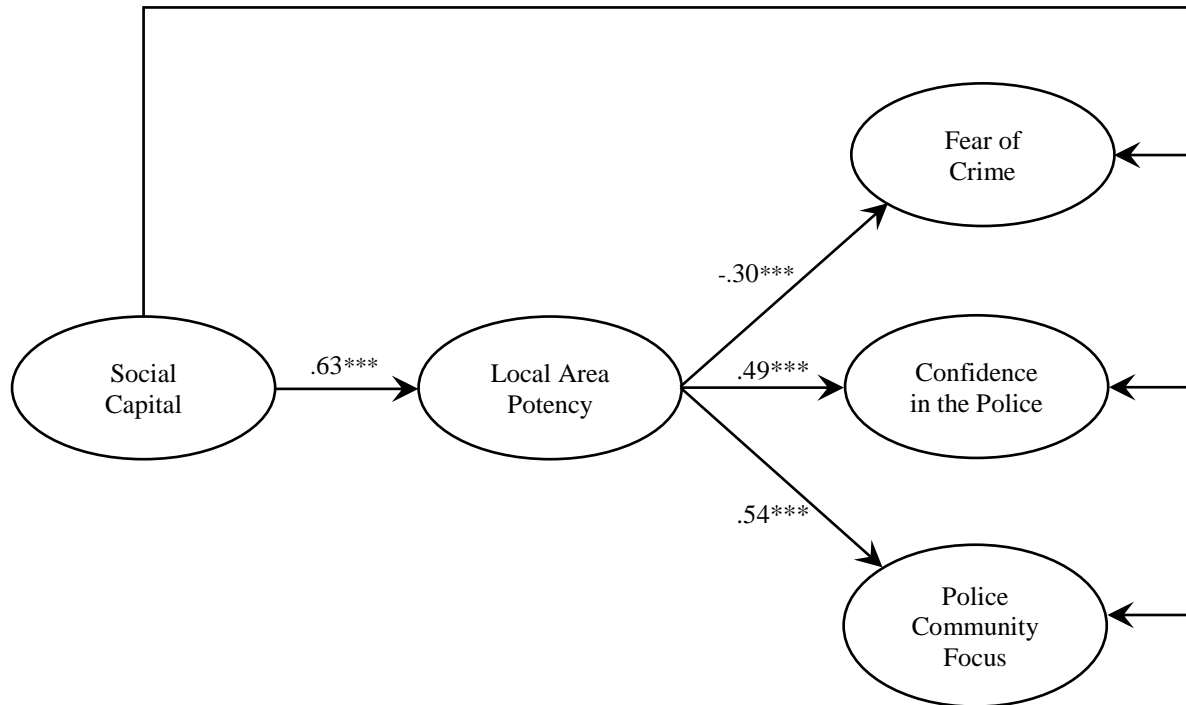 Fear of
Crime
-.30***
Social
Capital
.63***
Local Area
Potency
.49***
Confidence
in the Police
.54***
Police
Community
Focus